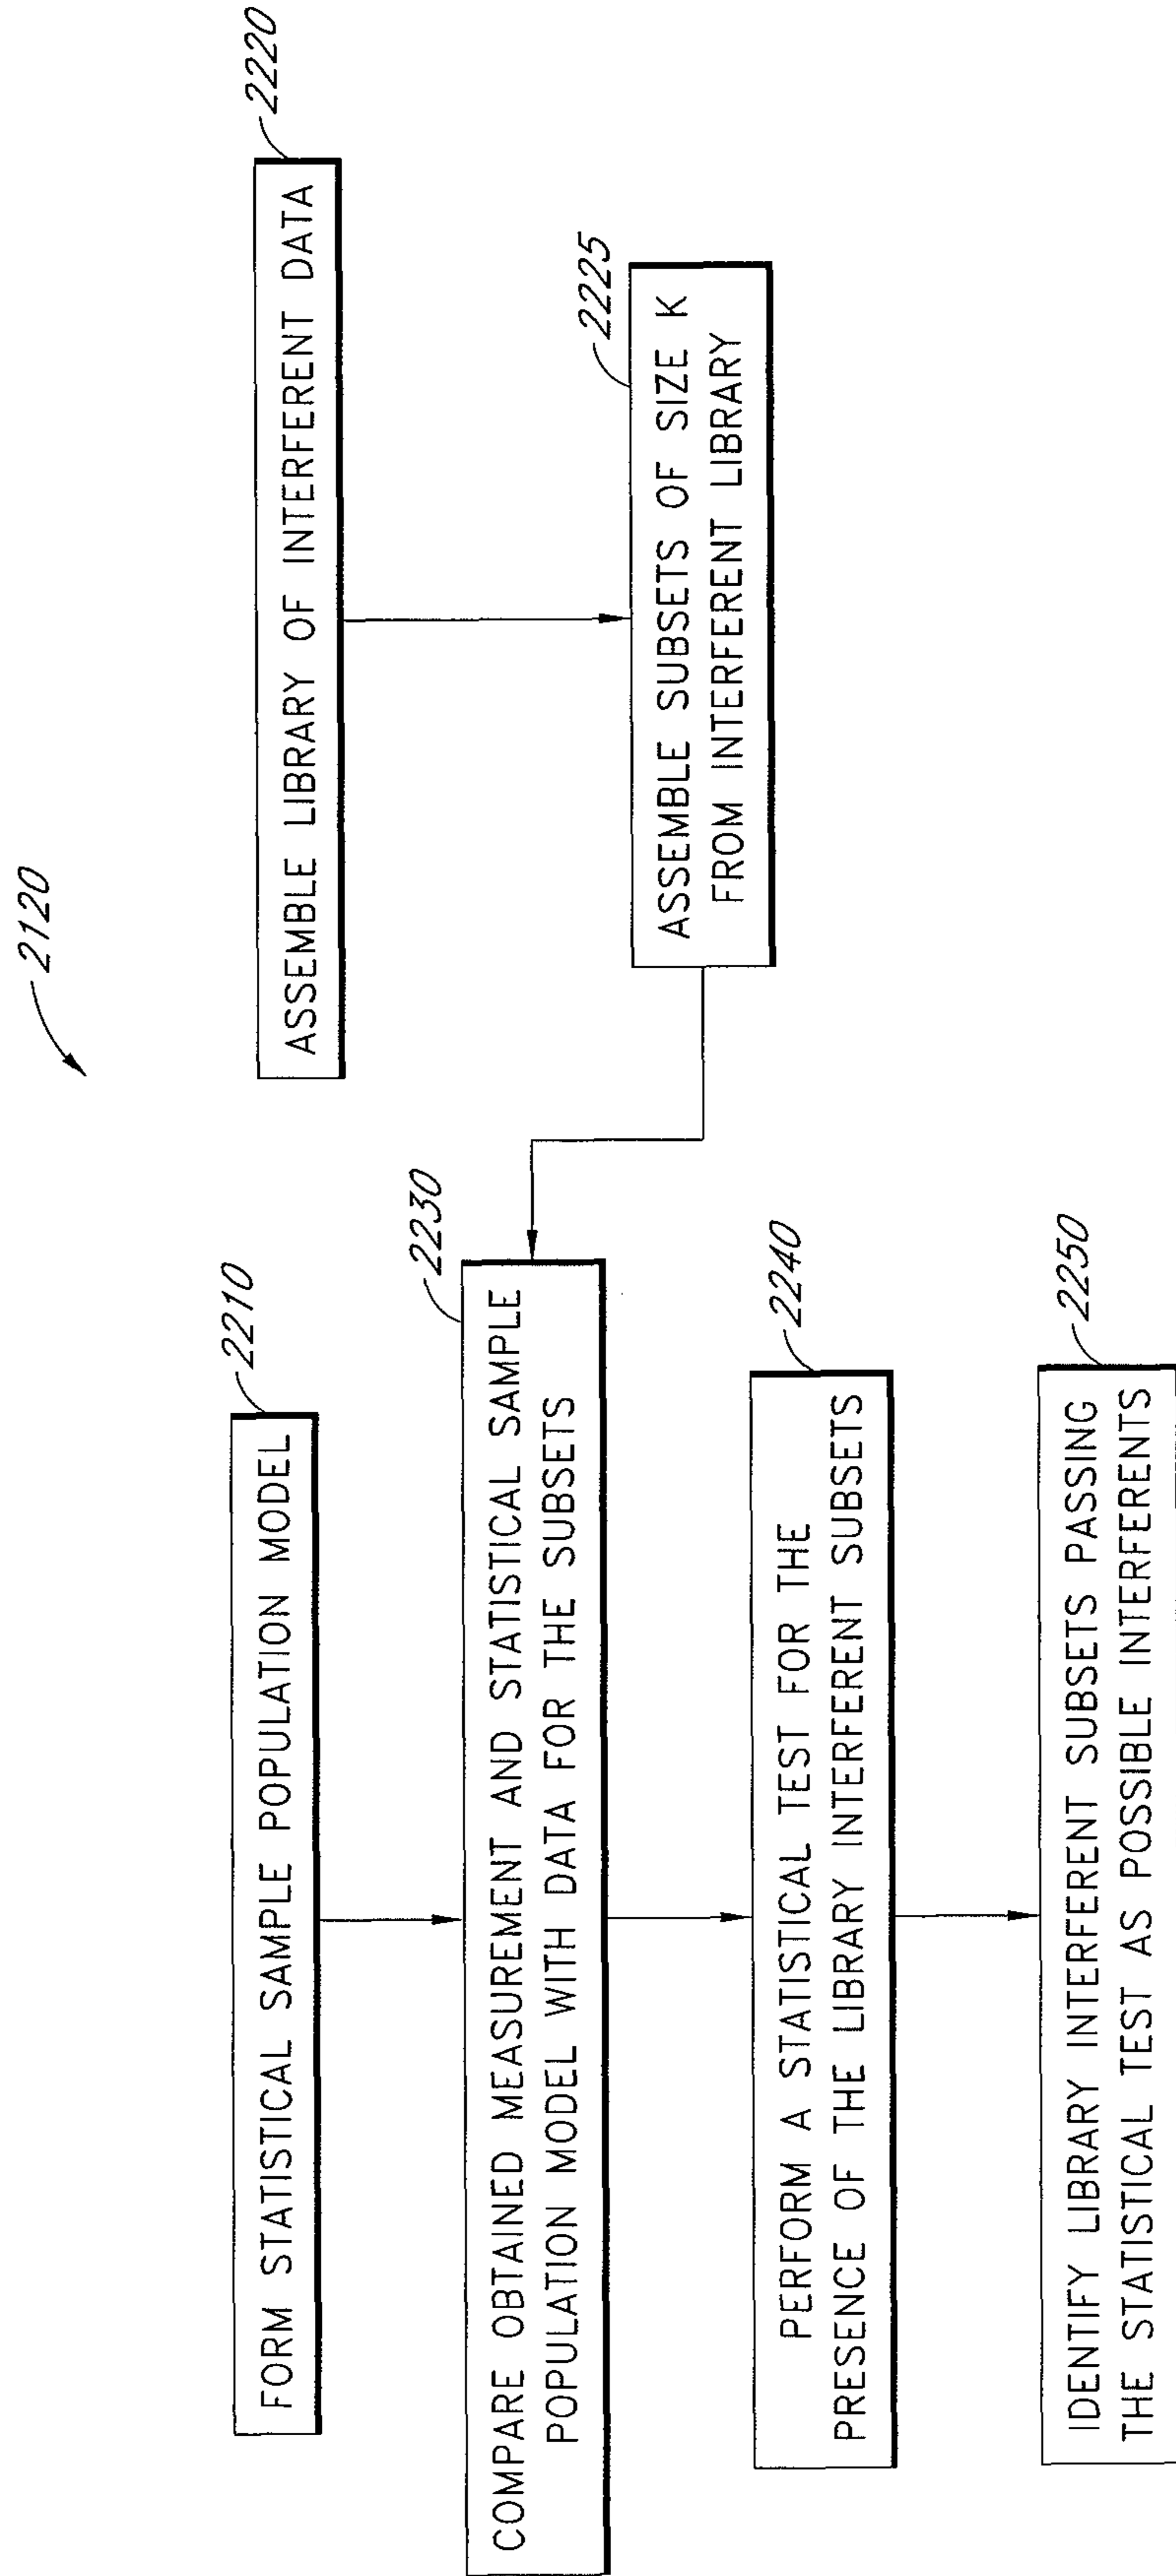 2120
2210
FORM STATISTICAL SAMPLE POPULATION MODEL
2220
ASSEMBLE LIBRARY OF INTERFERENT DATA
2225
ASSEMBLE SUBSETS OF SIZE K
FROM INTERFERENT LIBRARY
2230
COMPARE OBTAINED MEASUREMENT AND STATISTICAL SAMPLE
POPULATION MODEL WITH DATA FOR THE SUBSETS
2240
PERFORM A STATISTICAL TEST FOR THE
PRESENCE OF THE LIBRARY INTERFERENT SUBSETS
2250
IDENTIFY LIBRARY INTERFERENT SUBSETS PASSING
THE STATISTICAL TEST AS POSSIBLE INTERFERENTS